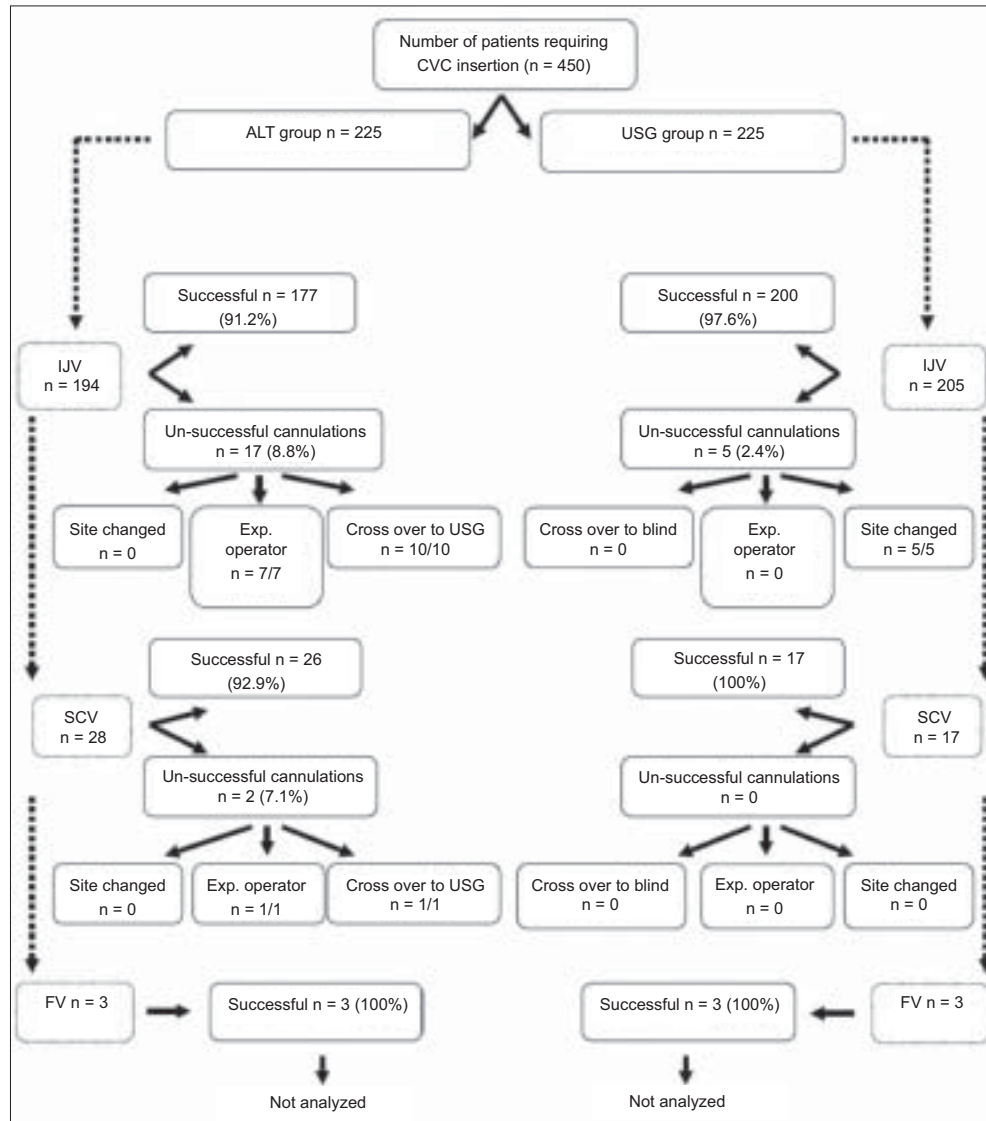 Number of patients requiring
CVC insertion (n = 450)
ALT group n = 225
USG group n = 225
Successful n = 177
(91.2%)
Successful n = 200
(97.6%)
IJV
n = 194
IJV
n = 205
Un-successful cannulations
n = 17 (8.8%)
Un-successful cannulations
n = 5 (2.4%)
Site changed
n = 0
Exp.
operator
n = 7/7
Cross over to USG
n = 10/10
Cross over to blind
n = 0
Exp.
operator
n = 0
Site changed
n = 5/5
Successful n = 26
(92.9%)
Successful n = 17
(100%)
SCV
n = 28
SCV
n = 17
Un-successful cannulations
n = 2 (7.1%)
Un-successful cannulations
n = 0
Site changed
n = 0
Exp. operator
n = 1/1
Cross over to USG
n = 1/1
Cross over to blind
n = 0
Exp. operator
n = 0
Site changed
n = 0
FV n = 3
Successful n = 3 (100%)
Successful n = 3 (100%)
FV n = 3
Not analyzed
Not analyzed